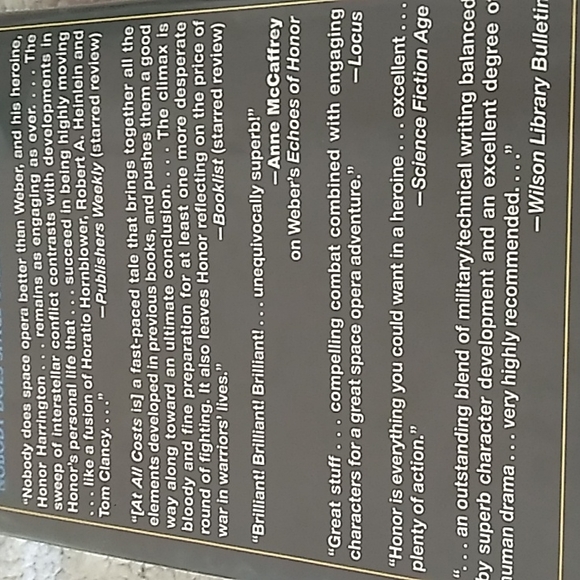 "Nobody does space opera better than Weber, and his heroine,
Honor Harrington . . . remains as engaging as ever. . . . The
sweep of interstellar conflict contrasts with developments in
Honor's personal life that . . . succeed in being highly moving
. . . like a fusion of Horatio Hornblower, Robert A. Heinlein and
Tom Clancy. . . ."
—Publishers Weekly (starred review)
"[At All Costs is] a fast-paced tale that brings together all the
elements developed in previous books, and pushes them a good
way along toward an ultimate conclusion. . . . The climax is
bloody and fine preparation for at least one more desperate
round of fighting. It also leaves Honor reflecting on the price of
war in warriors' lives."
—Booklist (starred review)
"Brilliant! Brilliant! Brilliant! . . . unequivocally superb!"
—Anne McCaffrey
on Weber's Echoes of Honor
"Great stuff . . . compelling combat combined with engaging
characters for a great space opera adventure."
—Locus
"Honor is everything you could want in a heroine . . . excellent . . .
plenty of action."
—Science Fiction Age
". . . an outstanding blend of military/technical writing balanced
by superb character development and an excellent degree of
uman drama . . . very highly recommended. . . ."
—Wilson Library Bulletin